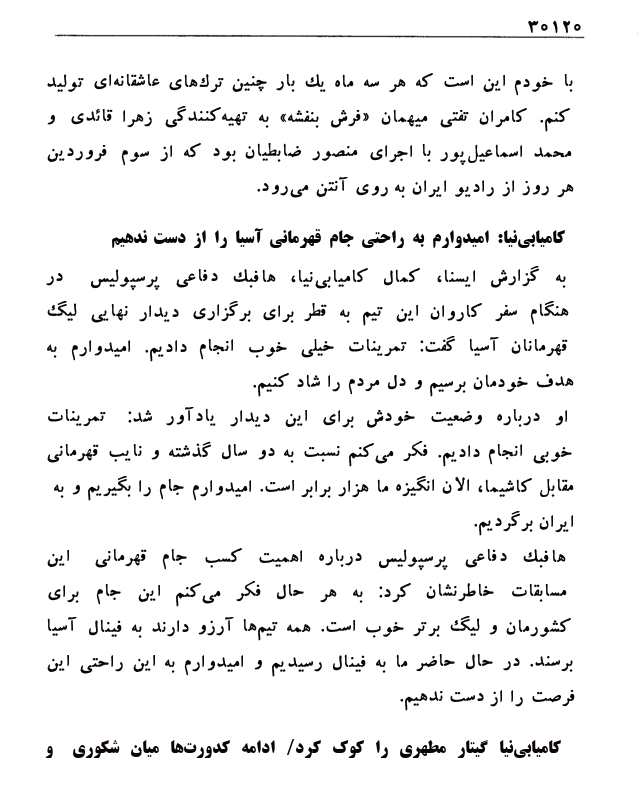 ۳۰۱۲۰
با خودم این است که هر سه ماه یك بار چنین ترك‌های عاشقانه‌ای تولید
کنم. کامران تفتی میهمان «فرش بنفشه» به تهیه‌کنندگی زهرا قائدی و
محمد اسماعیل‌پور با اجرای منصور ضابطیان بود که از سوم فروردین
هر روز از رادیو ایران به روی آنتن می‌رود.
کامیابی‌نیا: امیدوارم به راحتی جام قهرمانی آسیا را از دست ندهیم
به گزارش ایسنا، کمال کامیابی‌نیا، هافبك دفاعی پرسپولیس در
هنگام سفر کاروان این تیم به قطر برای برگزاری دیدار نهایی لیگ
قهرمانان آسیا گفت: تمرینات خیلی خوب انجام دادیم. امیدوارم به
هدف خودمان برسیم و دل مردم را شاد کنیم.
او درباره وضعیت خودش برای این دیدار یادآور شد: تمرینات
خوبی انجام دادیم. فکر می‌کنم نسبت به دو سال گذشته و نایب قهرمانی
مقابل کاشیما، الان انگیزه ما هزار برابر است. امیدوارم جام را بگیریم و به
ایران برگردیم.
هافبك دفاعی پرسپولیس درباره اهمیت کسب جام قهرمانی این
مسابقات خاطرنشان کرد: به هر حال فکر می‌کنم این جام برای
کشورمان و لیگ برتر خوب است. همه تیم‌ها آرزو دارند به فینال آسیا
برسند. در حال حاضر ما به فینال رسیدیم و امیدوارم به این راحتی این
فرصت را از دست ندهیم.
کامیابی‌نیا گیتار مطهری را کوک کرد/ ادامه کدورت‌ها میان شکوری و